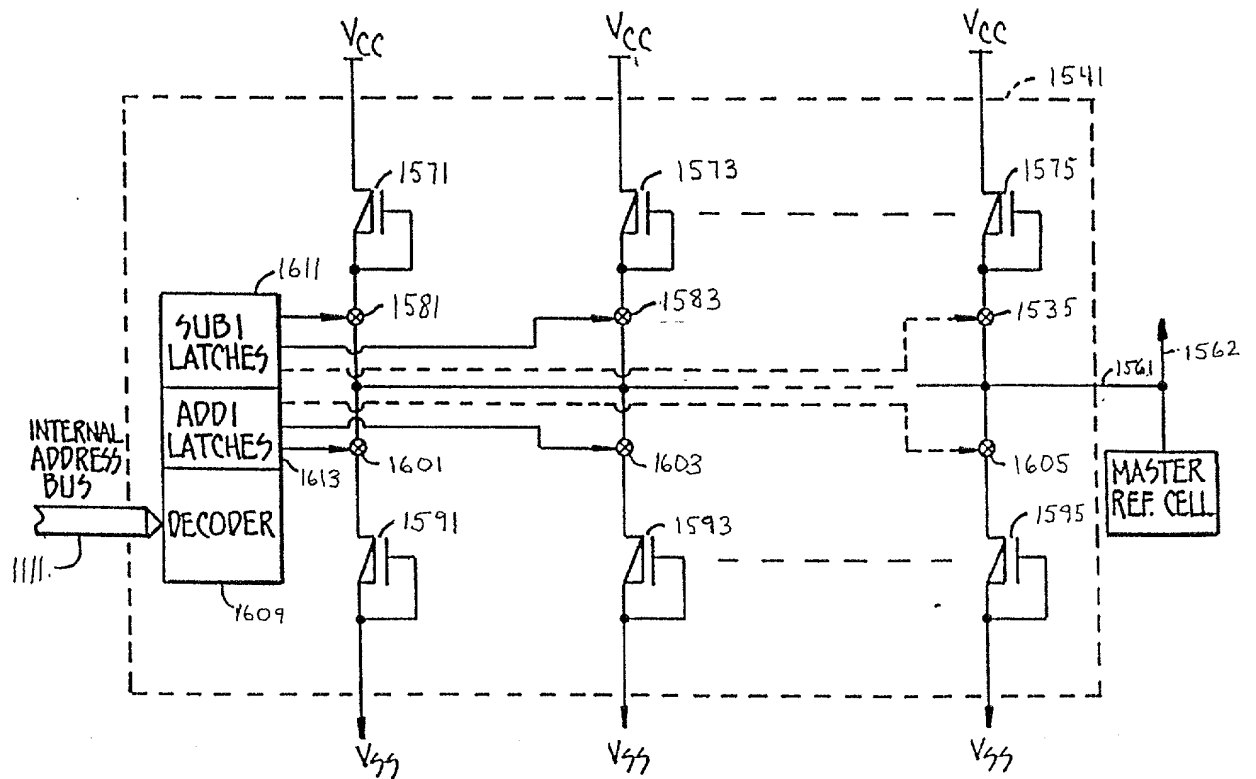 VCC
VCC
VCC
1541
1571
1573
1575
1611
1581
1583
1535
SUB1
LATCHES
1562
1561
ADD1
LATCHES
INTERNAL
ADDRESS
BUS
1613
1601
1603
1605
MASTER
REF. CELL
DECODER
1591
1593
1595
1111.
1609
VSS
VSS
VSS